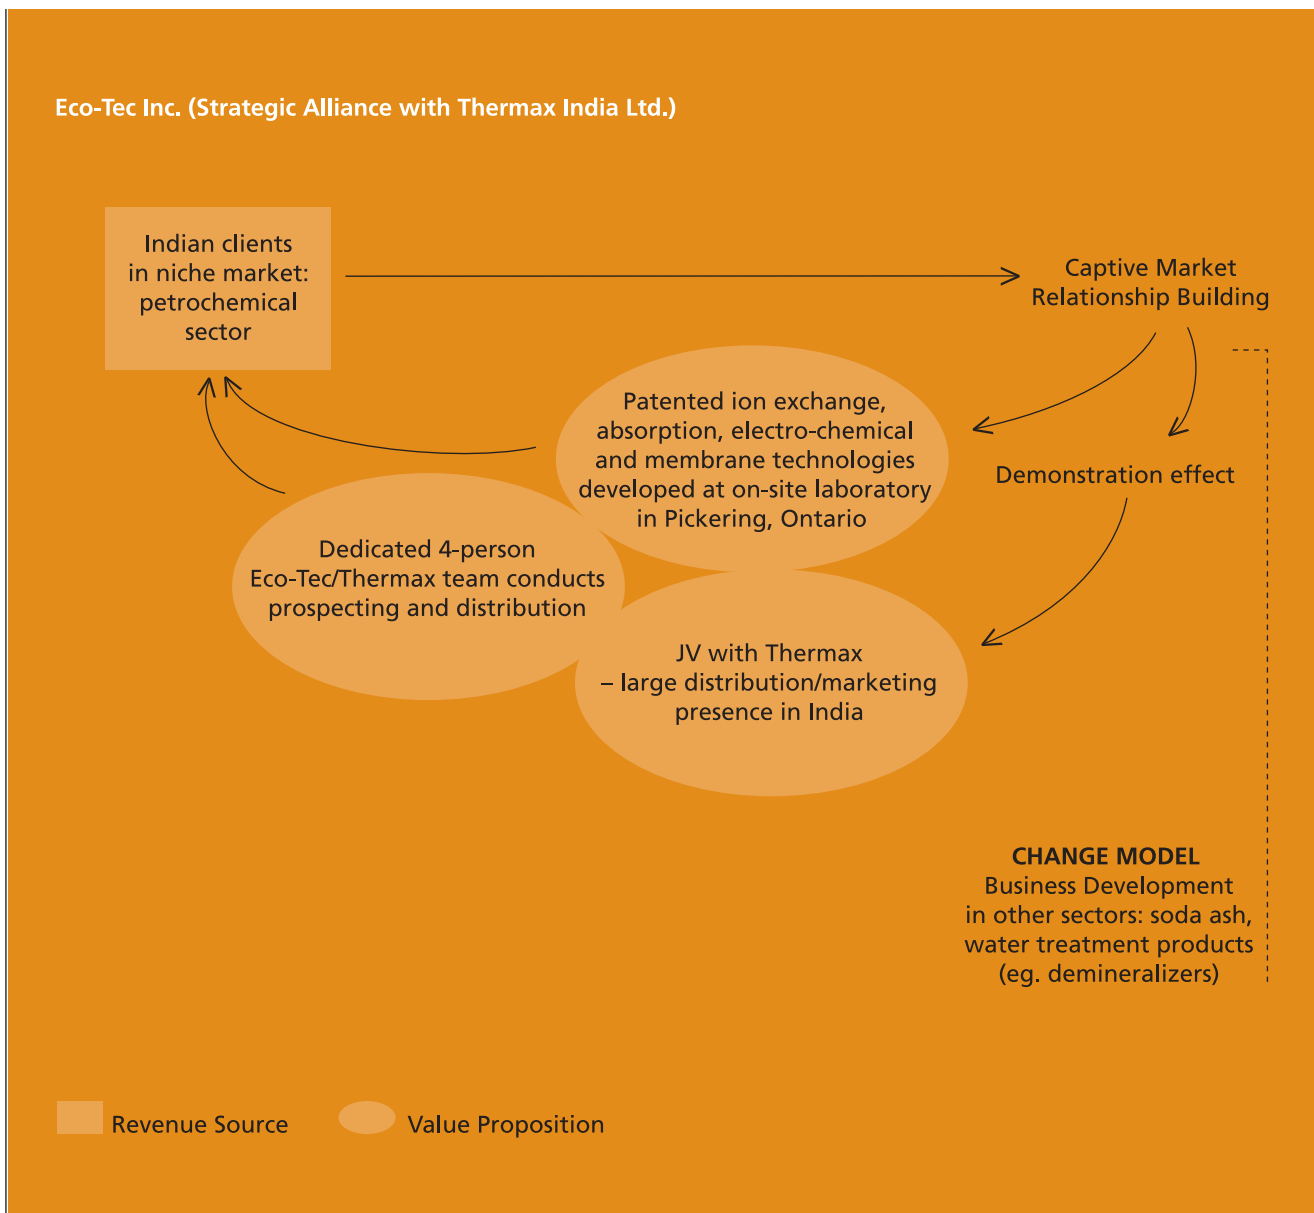 Eco-Tec Inc. (Strategic Alliance with Thermax India Ltd.)
Indian clients
in niche market:
petrochemical
sector
Captive Market
Relationship Building
Patented ion exchange,
absorption, electro-chemical
and membrane technologies
developed at on-site laboratory
in Pickering, Ontario
Demonstration effect
Dedicated 4-person
Eco-Tec/Thermax team conducts
prospecting and distribution
JV with Thermax
– large distribution/marketing
presence in India
CHANGE MODEL
Business Development
in other sectors: soda ash,
water treatment products
(eg. demineralizers)
Revenue Source
Value Proposition